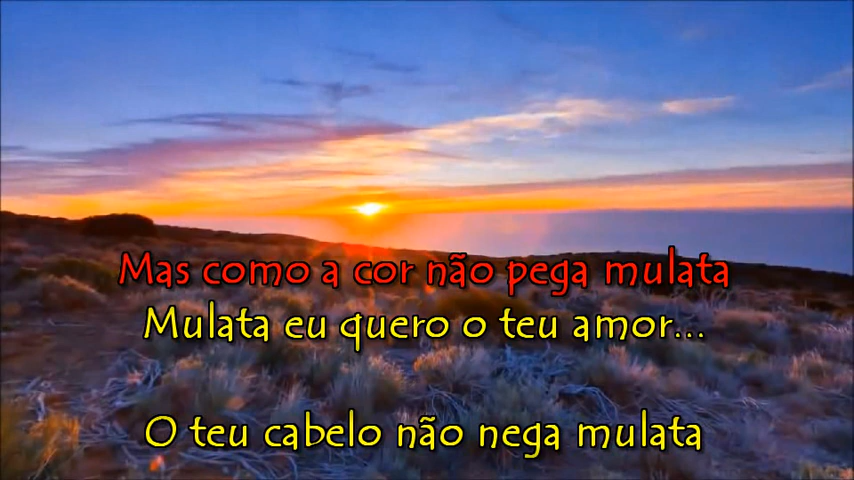 Mas como a cor não pega mulata
Mulata eu quero o teu amor...
O teu cabelo não nega mulata